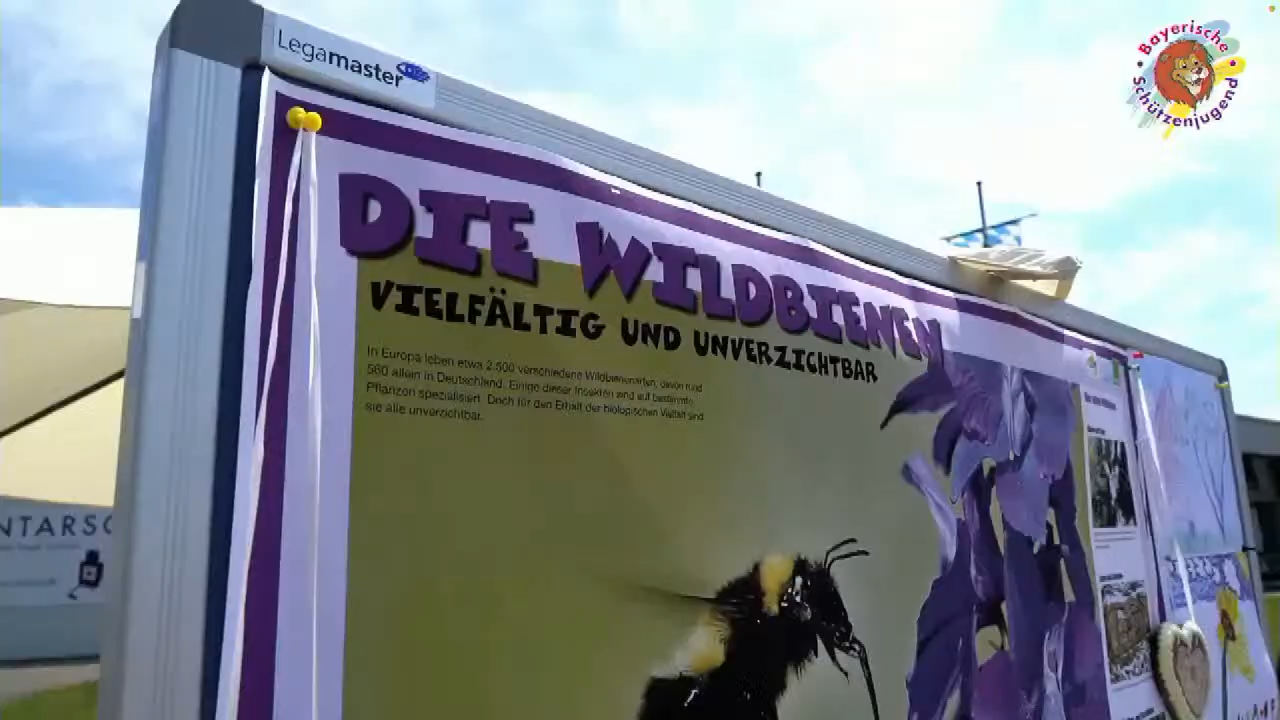 Legamaster
Bayerische
Schützenjugend
DIE WILDBIENEN
VIELFÄLTIG UND UNVERZICHTBAR
In Europa leben etwa 2.500 verschiedene Wildbienenarten, davon rund
560 allein in Deutschland. Einige dieser Insekten sind auf bestimmte
Pflanzen spezialisiert. Doch für den Erhalt der biologischen Vielfalt sind
sie alle unverzichtbar.
NTARSO